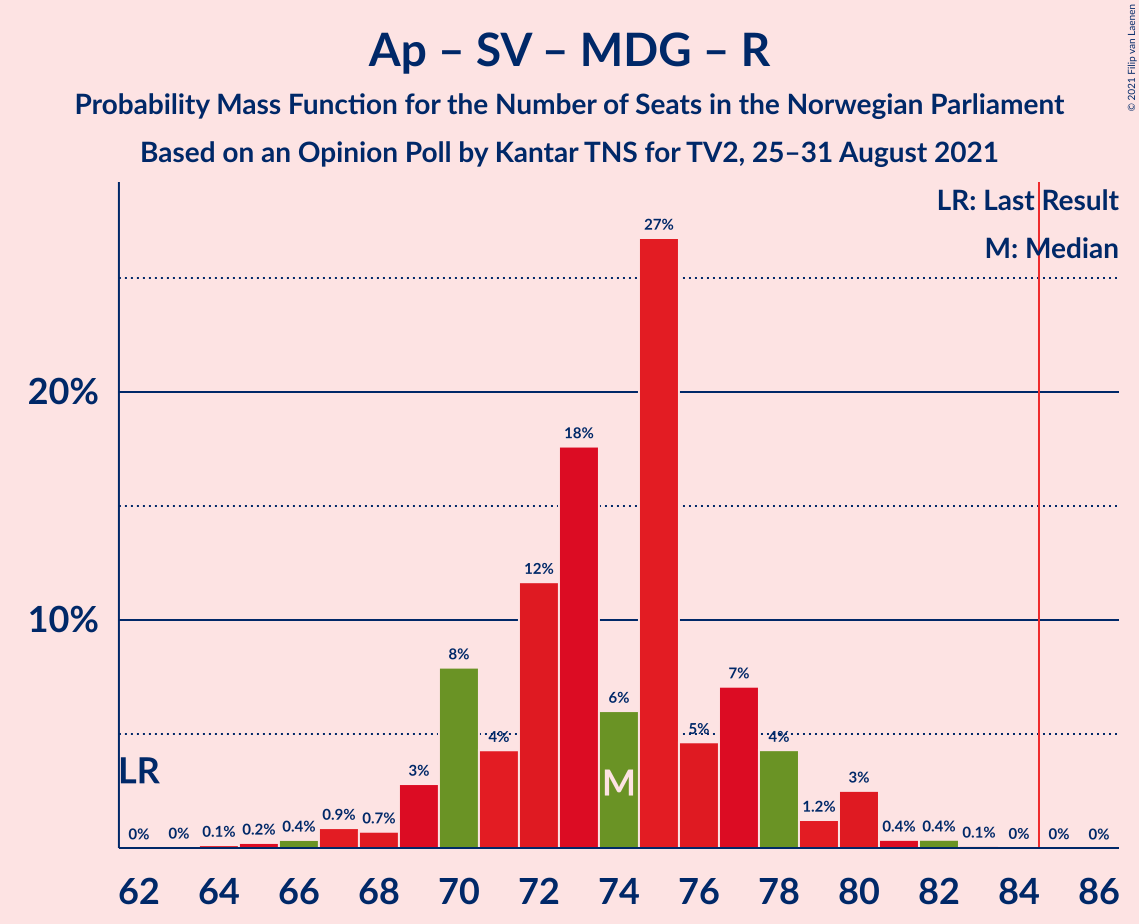 Ap – SV – MDG – R
Probability Mass Function for the Number of Seats in the Norwegian Parliament
Based on an Opinion Poll by Kantar TNS for TV2, 25–31 August 2021
© 2021 Filip van Laenen
LR: Last Result
M: Median
20%
10%
0% 0% 0.1% 0.2% 0.4% 0.9% 0.7% 3% 8% 4% 12% 18% 6% 27% 5% 7% 4% 1.2% 3% 0.4% 0.4% 0.1% 0% 0% 0%
LR
M
62 64 66 68 70 72 74 76 78 80 82 84 86